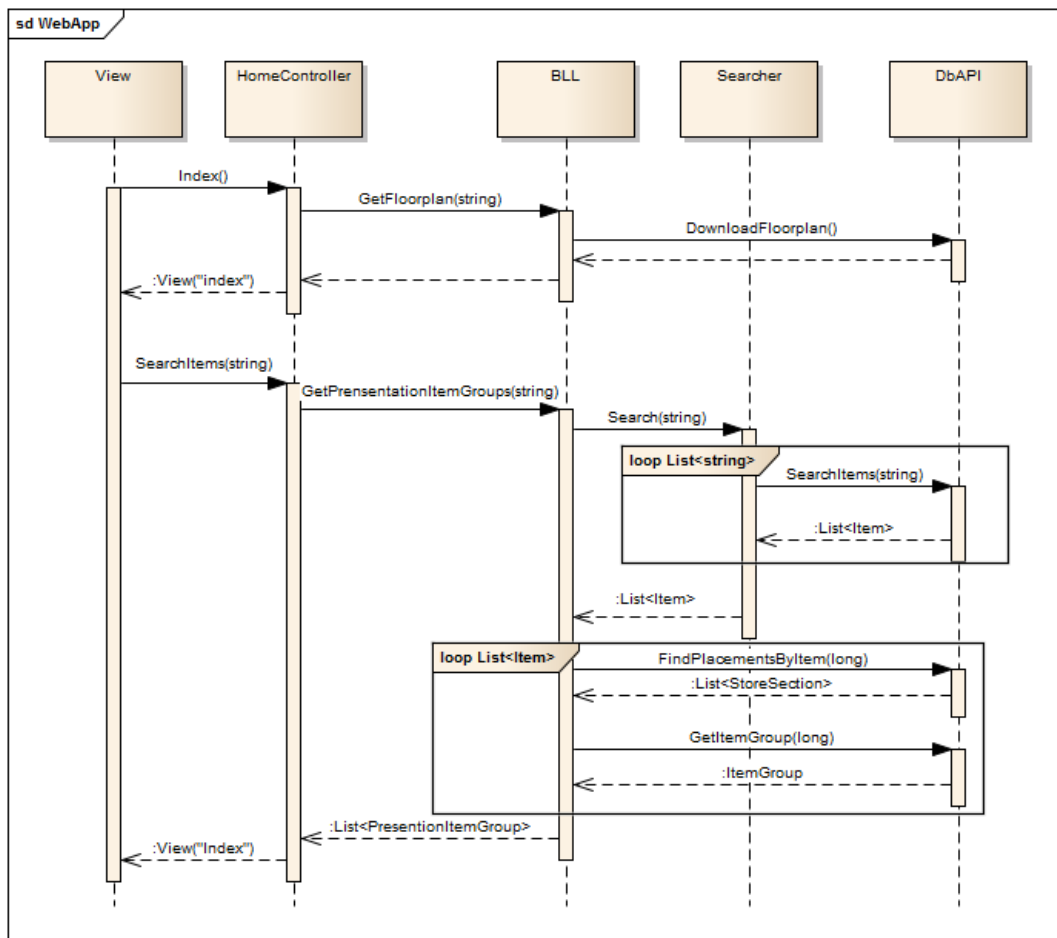 sd WebApp
View
HomeController
BLL
Searcher
DbAPI
Index()
GetFloorplan(string)
DownloadFloorplan()
:View("index")
SearchItems(string)
GetPrensentationItemGroups(string)
Search(string)
loop List<string>
SearchItems(string)
:List<Item>
:List<Item>
loop List<Item>
FindPlacementsByItem(long)
:List<StoreSection>
GetItemGroup(long)
:ItemGroup
:List<PresentionItemGroup>
:View("Index")